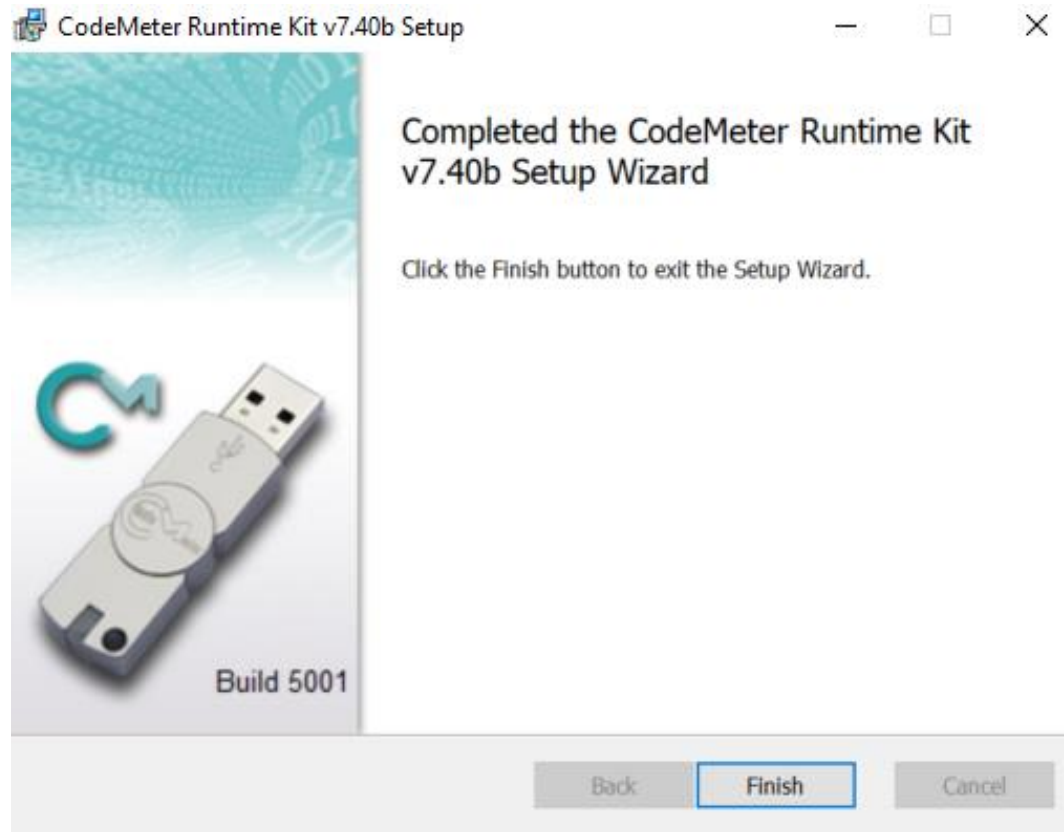 CodeMeter Runtime Kit v7.40b Setup
Completed the CodeMeter Runtime Kit
v7.40b Setup Wizard
Click the Finish button to exit the Setup Wizard.
CM
Build 5001
Back
Finish
Cancel